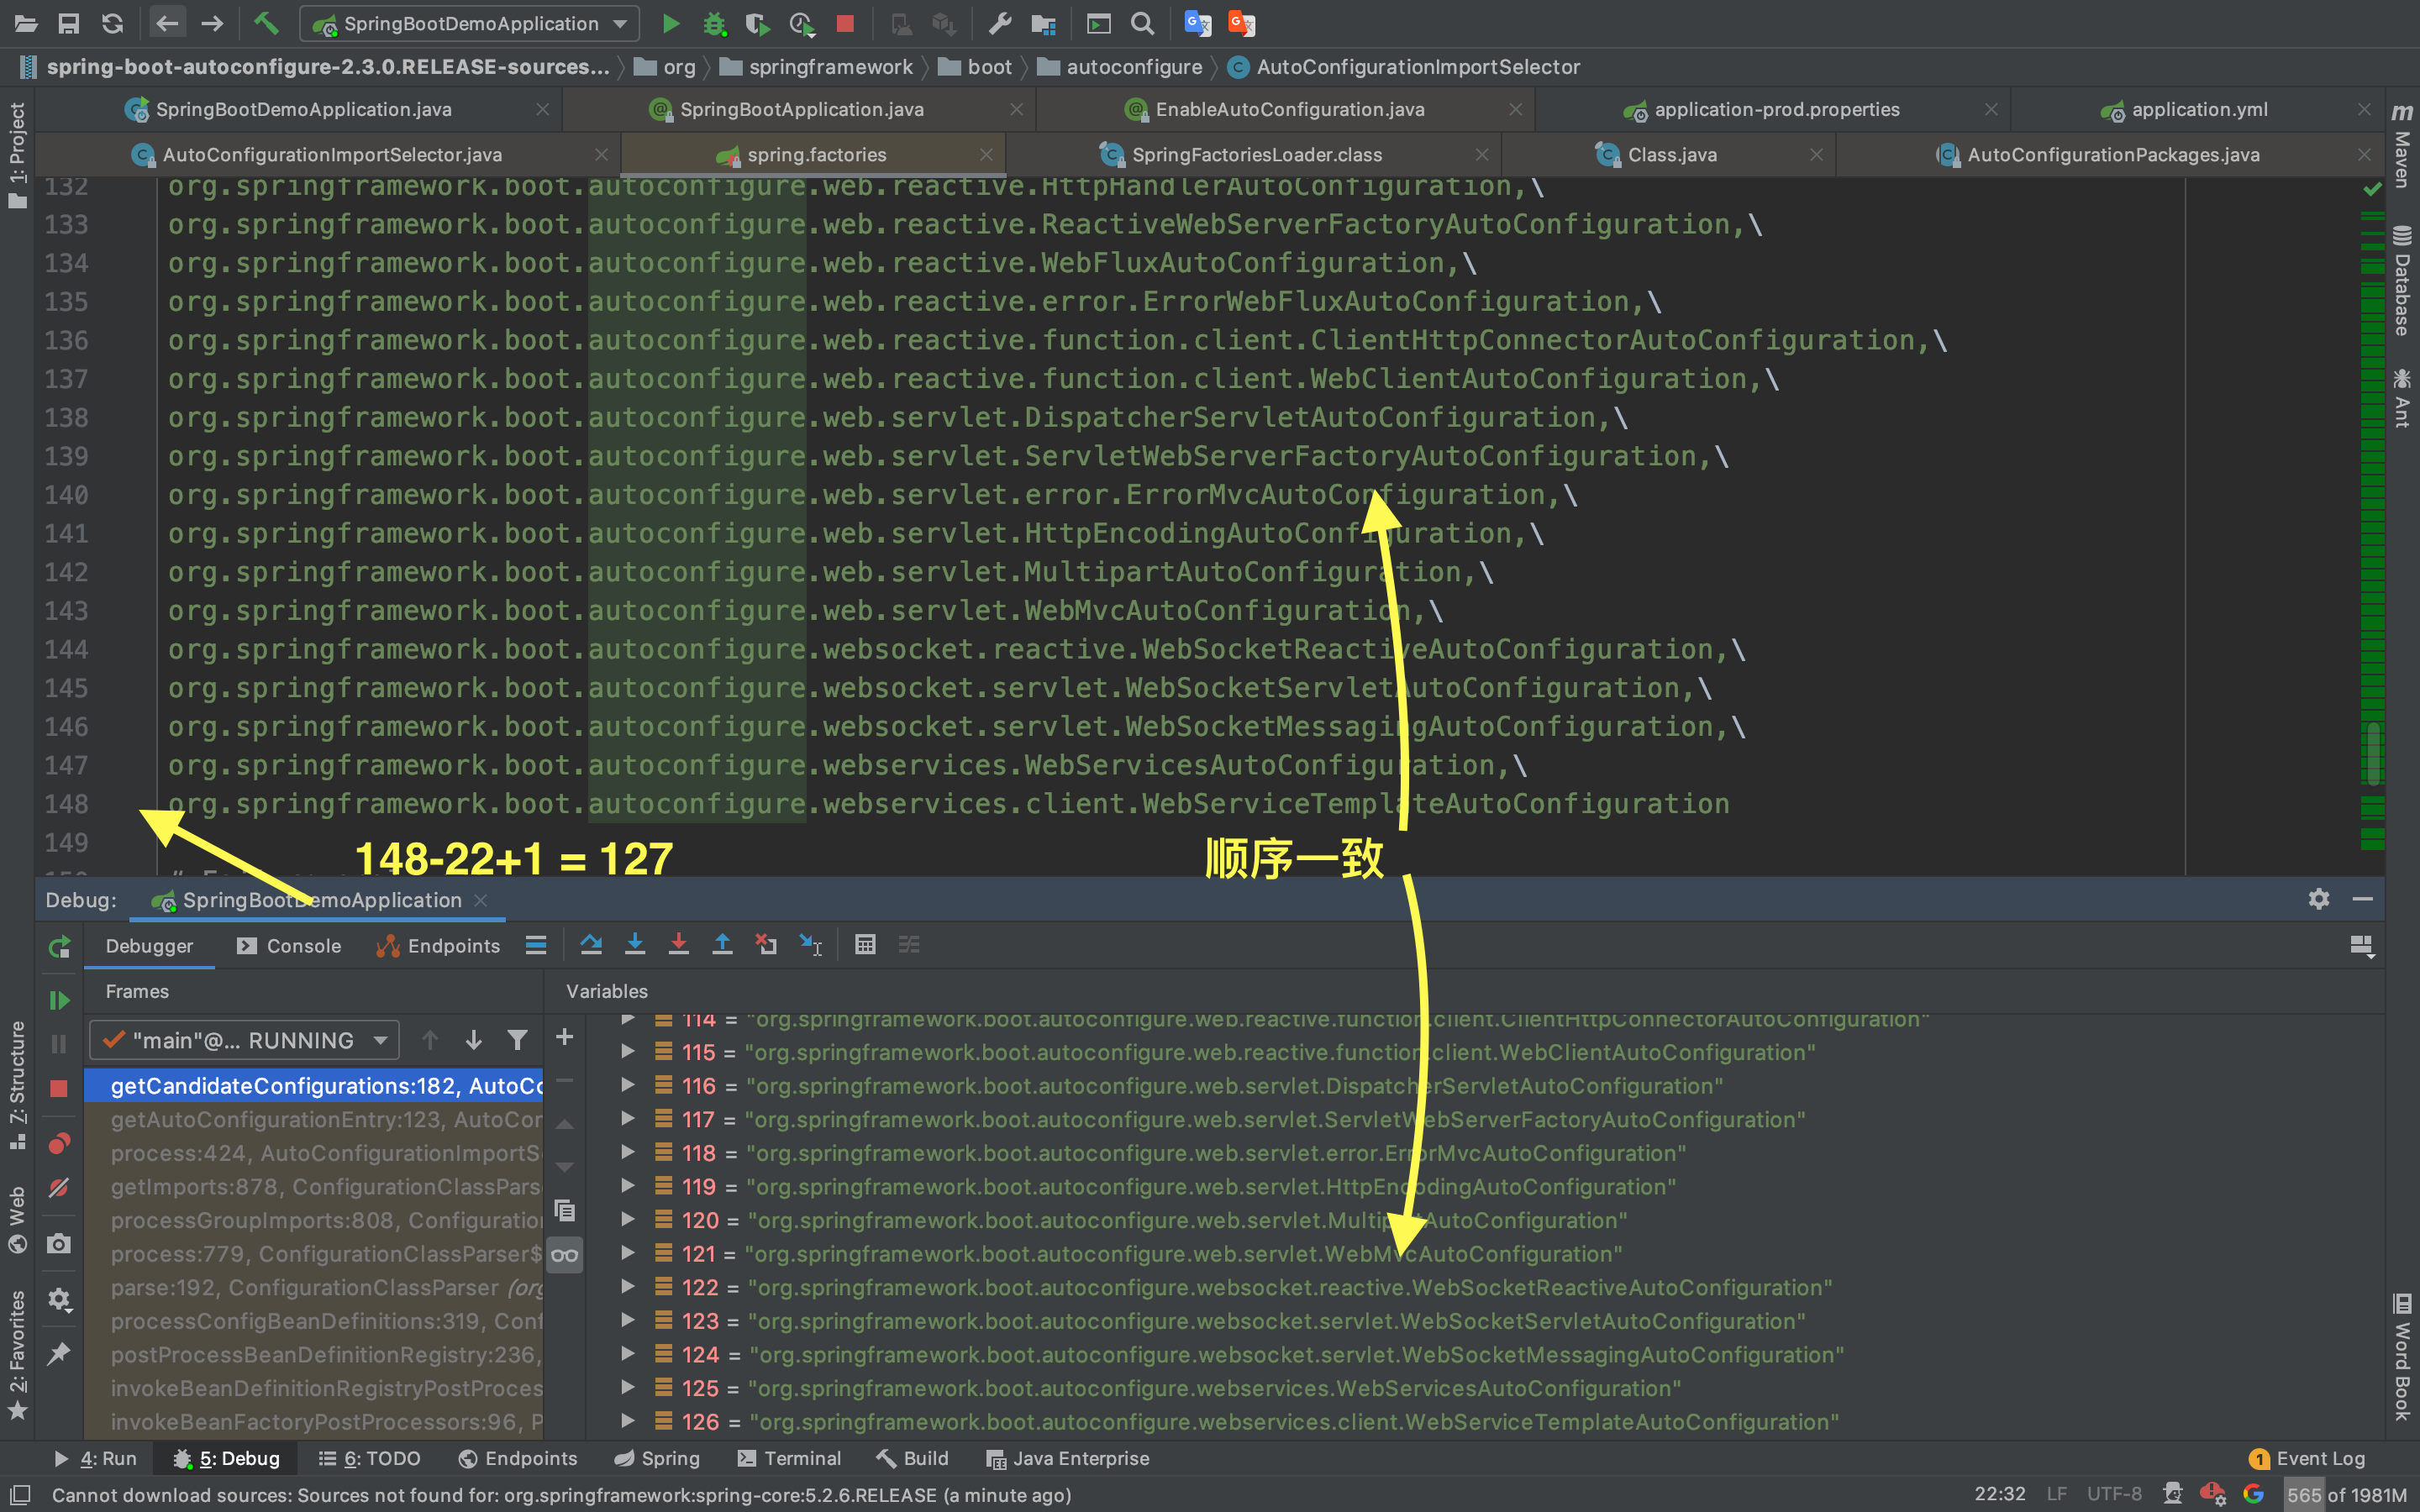 SpringBootDemoApplication
spring-boot-autoconfigure-2.3.0.RELEASE-sources... org springframework boot autoconfigure AutoConfigurationImportSelector
SpringBootDemoApplication.java SpringBootApplication.java EnableAutoConfiguration.java application-prod.properties application.yml
AutoConfigurationImportSelector.java spring.factories SpringFactoriesLoader.class Class.java AutoConfigurationPackages.java
1: Project
Z: Structure
Web
2: Favorites
Maven
Database
Ant
Word Book
132 org.springframework.boot.autoconfigure.web.reactive.HttpHandlerAutoConfiguration,\
133 org.springframework.boot.autoconfigure.web.reactive.ReactiveWebServerFactoryAutoConfiguration,\
134 org.springframework.boot.autoconfigure.web.reactive.WebFluxAutoConfiguration,\
135 org.springframework.boot.autoconfigure.web.reactive.error.ErrorWebFluxAutoConfiguration,\
136 org.springframework.boot.autoconfigure.web.reactive.function.client.ClientHttpConnectorAutoConfiguration,\
137 org.springframework.boot.autoconfigure.web.reactive.function.client.WebClientAutoConfiguration,\
138 org.springframework.boot.autoconfigure.web.servlet.DispatcherServletAutoConfiguration,\
139 org.springframework.boot.autoconfigure.web.servlet.ServletWebServerFactoryAutoConfiguration,\
140 org.springframework.boot.autoconfigure.web.servlet.error.ErrorMvcAutoConfiguration,\
141 org.springframework.boot.autoconfigure.web.servlet.HttpEncodingAutoConfiguration,\
142 org.springframework.boot.autoconfigure.web.servlet.MultipartAutoConfiguration,\
143 org.springframework.boot.autoconfigure.web.servlet.WebMvcAutoConfiguration,\
144 org.springframework.boot.autoconfigure.websocket.reactive.WebSocketReactiveAutoConfiguration,\
145 org.springframework.boot.autoconfigure.websocket.servlet.WebSocketServletAutoConfiguration,\
146 org.springframework.boot.autoconfigure.websocket.servlet.WebSocketMessagingAutoConfiguration,\
147 org.springframework.boot.autoconfigure.webservices.WebServicesAutoConfiguration,\
148 org.springframework.boot.autoconfigure.webservices.client.WebServiceTemplateAutoConfiguration
149
148-22+1 = 127
顺序一致
Debug: SpringBootDemoApplication
Debugger Console Endpoints
Frames
"main"@... RUNNING
getCandidateConfigurations:182, AutoCo
getAutoConfigurationEntry:123, AutoCor
process:424, AutoConfigurationImportS
getImports:878, ConfigurationClassParse
processGroupImports:808, Configuration
process:779, ConfigurationClassParser$
parse:192, ConfigurationClassParser (org
processConfigBeanDefinitions:319, Conf
postProcessBeanDefinitionRegistry:236,
invokeBeanDefinitionRegistryPostProces
invokeBeanFactoryPostProcessors:96, P
Variables
114 = "org.springframework.boot.autoconfigure.web.reactive.function.client.ClientHttpConnectorAutoConfiguration"
115 = "org.springframework.boot.autoconfigure.web.reactive.function.client.WebClientAutoConfiguration"
116 = "org.springframework.boot.autoconfigure.web.servlet.DispatcherServletAutoConfiguration"
117 = "org.springframework.boot.autoconfigure.web.servlet.ServletWebServerFactoryAutoConfiguration"
118 = "org.springframework.boot.autoconfigure.web.servlet.error.ErrorMvcAutoConfiguration"
119 = "org.springframework.boot.autoconfigure.web.servlet.HttpEncodingAutoConfiguration"
120 = "org.springframework.boot.autoconfigure.web.servlet.MultipartAutoConfiguration"
121 = "org.springframework.boot.autoconfigure.web.servlet.WebMvcAutoConfiguration"
122 = "org.springframework.boot.autoconfigure.websocket.reactive.WebSocketReactiveAutoConfiguration"
123 = "org.springframework.boot.autoconfigure.websocket.servlet.WebSocketServletAutoConfiguration"
124 = "org.springframework.boot.autoconfigure.websocket.servlet.WebSocketMessagingAutoConfiguration"
125 = "org.springframework.boot.autoconfigure.webservices.WebServicesAutoConfiguration"
126 = "org.springframework.boot.autoconfigure.webservices.client.WebServiceTemplateAutoConfiguration"
4: Run 5: Debug 6: TODO Endpoints Spring Terminal Build Java Enterprise 1 Event Log
Cannot download sources: Sources not found for: org.springframework:spring-core:5.2.6.RELEASE (a minute ago) 22:32 LF UTF-8 565 of 1981M